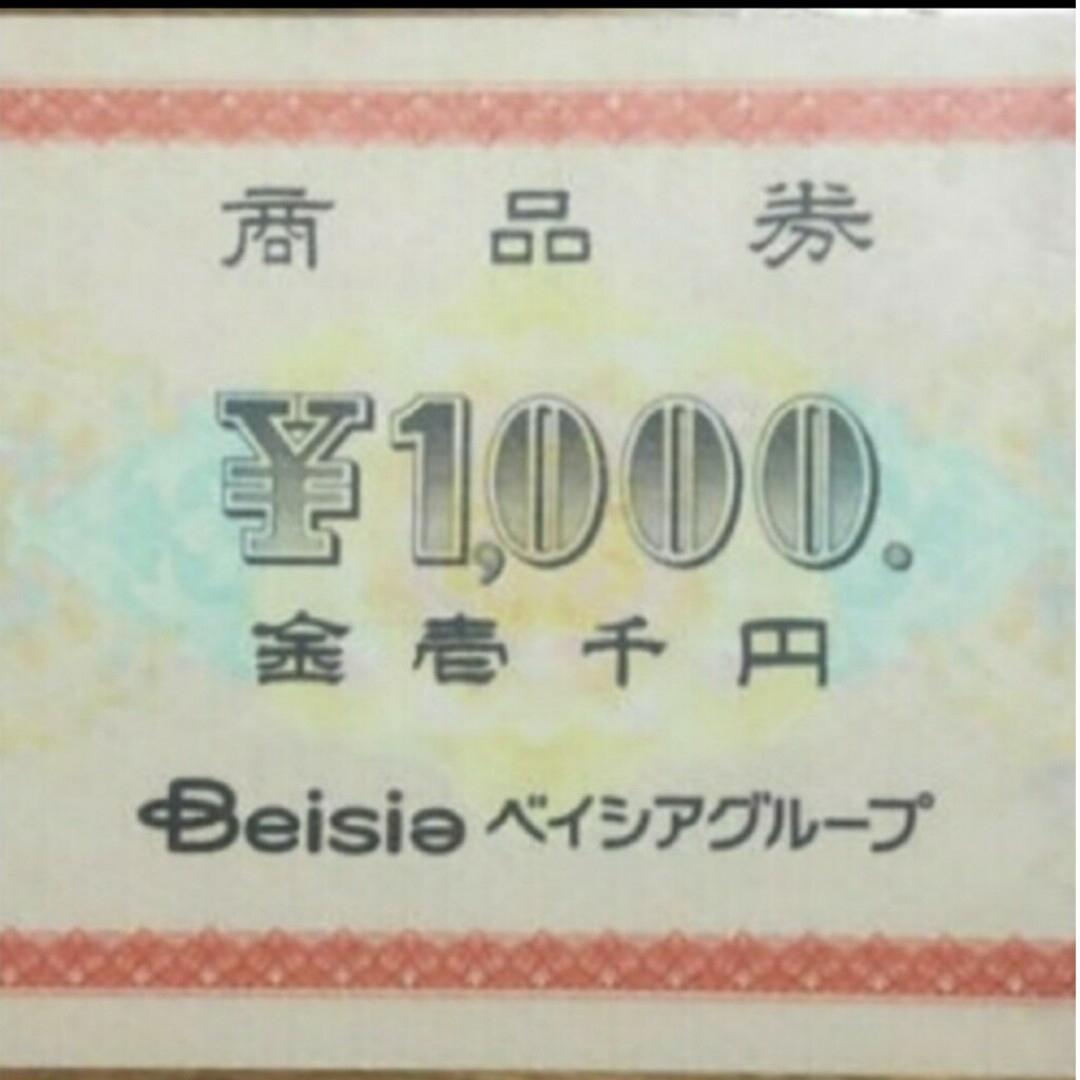 商品券
¥1,000.
金壱千円
Beisia ベイシアグループ